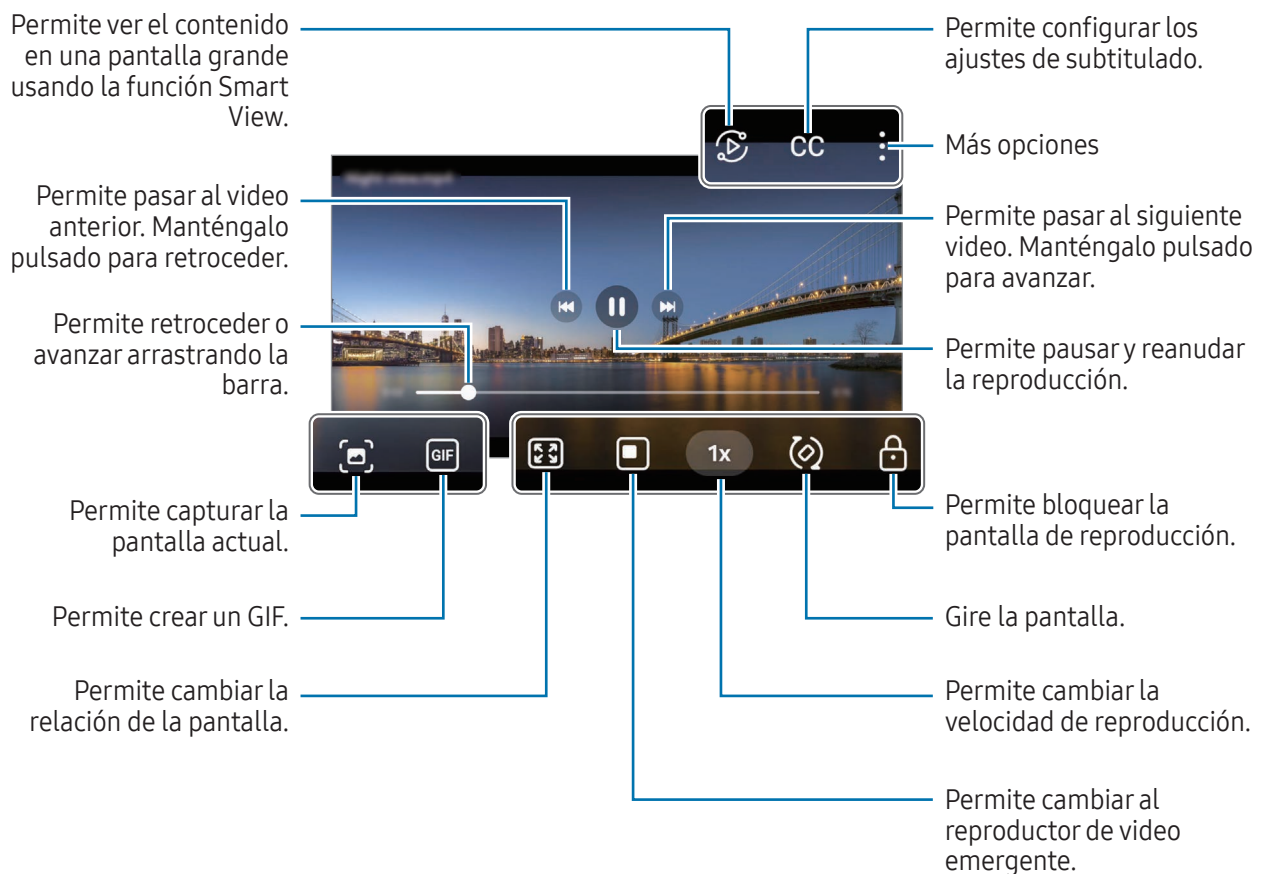 Permite ver el contenido
en una pantalla grande
usando la función Smart
View.
Permite configurar los
ajustes de subtitulado.
CC
Más opciones
Permite pasar al video
anterior. Manténgalo
pulsado para retroceder.
Permite pasar al siguiente
video. Manténgalo pulsado
para avanzar.
Permite retroceder o
avanzar arrastrando la
barra.
Permite pausar y reanudar
la reproducción.
GIF
1x
Permite capturar la
pantalla actual.
Permite bloquear la
pantalla de reproducción.
Permite crear un GIF.
Gire la pantalla.
Permite cambiar la
relación de la pantalla.
Permite cambiar la
velocidad de reproducción.
Permite cambiar al
reproductor de video
emergente.